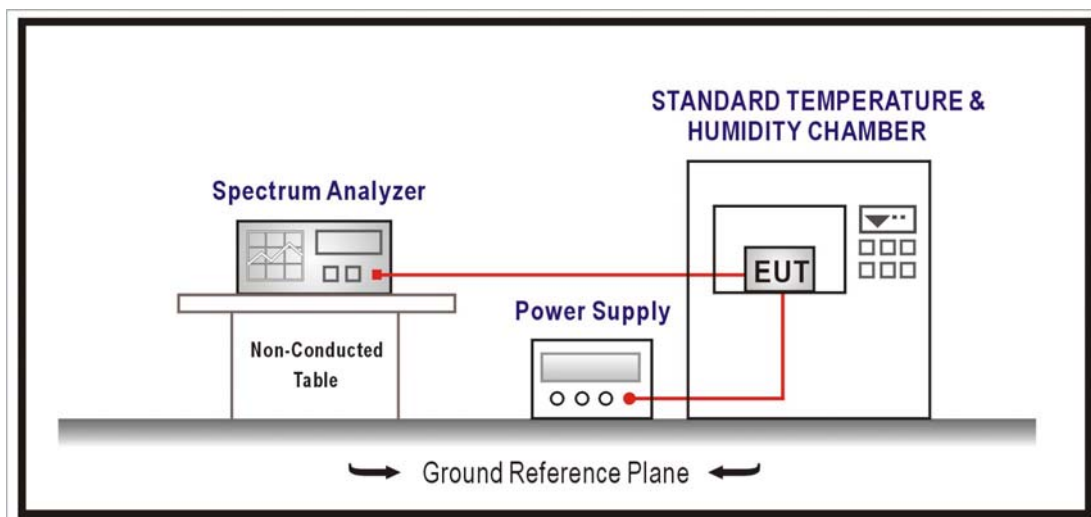 STANDARD TEMPERATURE &
HUMIDITY CHAMBER
Spectrum Analyzer
EUT
Power Supply
Non-Conducted
Table
Ground Reference Plane